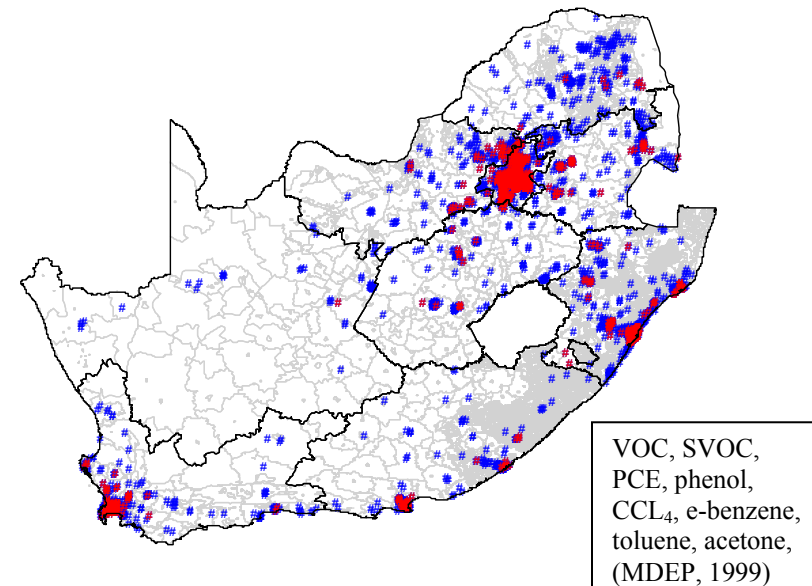 VOC, SVOC,
PCE, phenol,
CCL₄, e-benzene,
toluene, acetone,
(MDEP, 1999)